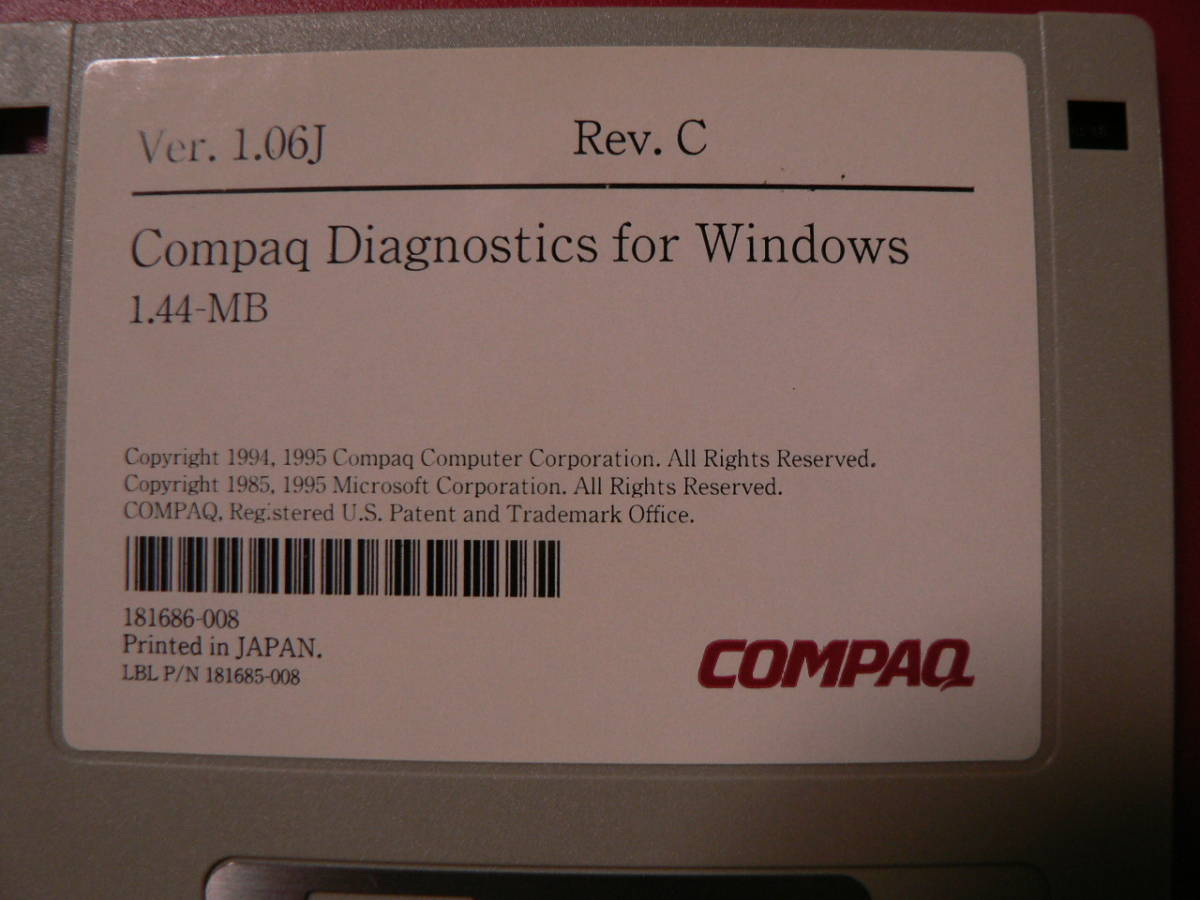 Ver. 1.06J Rev. C
Compaq Diagnostics for Windows
1.44-MB
Copyright 1994, 1995 Compaq Computer Corporation. All Rights Reserved.
Copyright 1985, 1995 Microsoft Corporation. All Rights Reserved.
COMPAQ, Registered U.S. Patent and Trademark Office.
181686-008
Printed in JAPAN.
LBL P/N 181685-008
COMPAQ